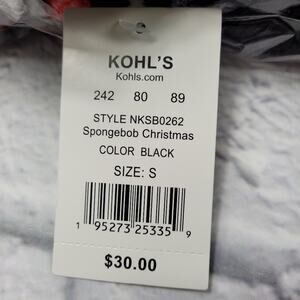 KOHL'S
Kohls.com
242 80 89
STYLE NKSB0262
Spongebob Christmas
COLOR BLACK
SIZE: S
1 95273 25335 9
$30.00